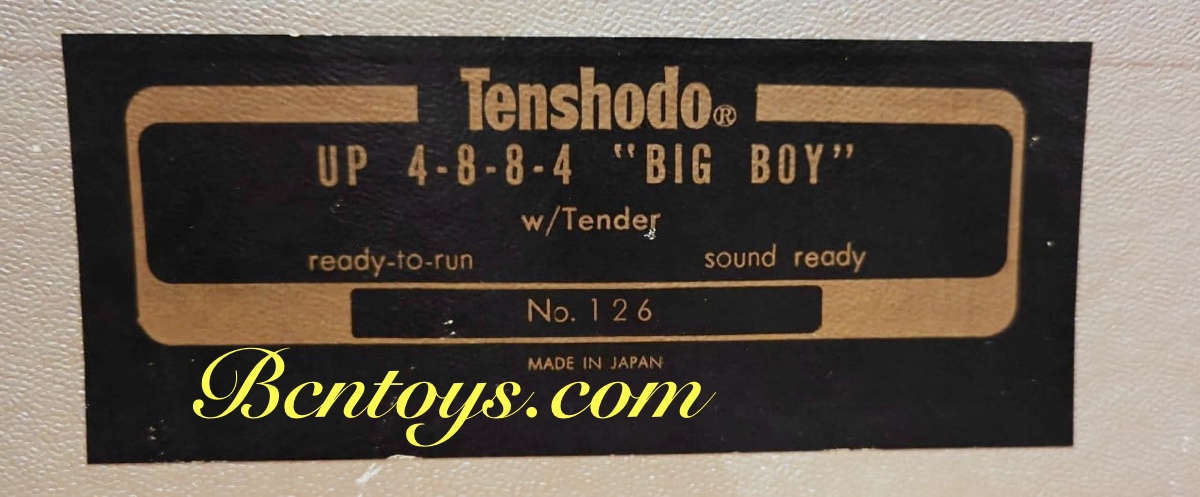 Tenshodo®
UP 4-8-8-4 "BIG BOY"
w/Tender
ready-to-run sound ready
No. 126
MADE IN JAPAN
Bcntoys.com